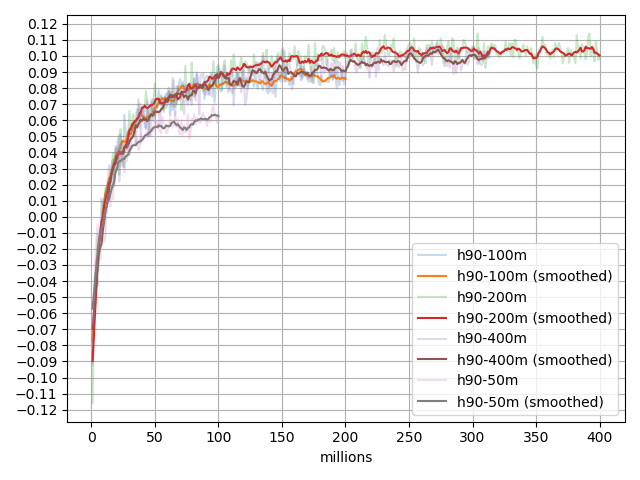 0.12
0.11
0.10
0.09
0.08
0.07
0.06
0.05
0.04
0.03
0.02
0.01
0.00
−0.01
−0.02
−0.03
−0.04
−0.05
−0.06
−0.07
−0.08
−0.09
−0.10
−0.11
−0.12
h90-100m
h90-100m (smoothed)
h90-200m
h90-200m (smoothed)
h90-400m
h90-400m (smoothed)
h90-50m
h90-50m (smoothed)
0 50 100 150 200 250 300 350 400
millions